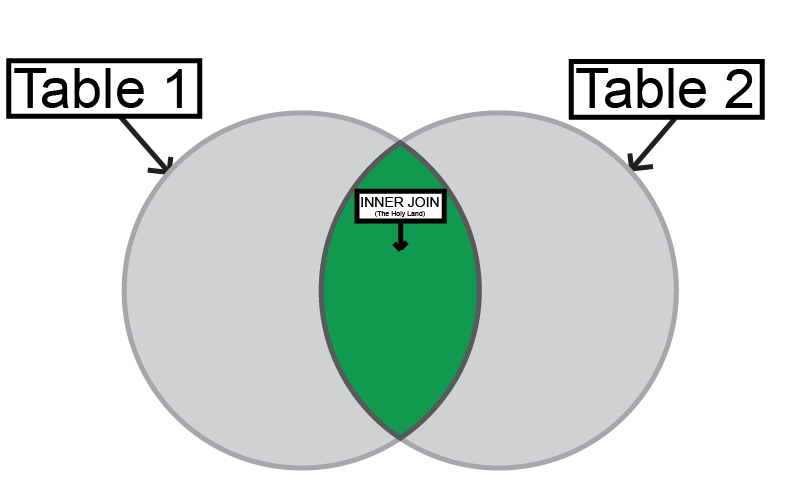 Table 1
Table 2
INNER JOIN
(The Holy Land)